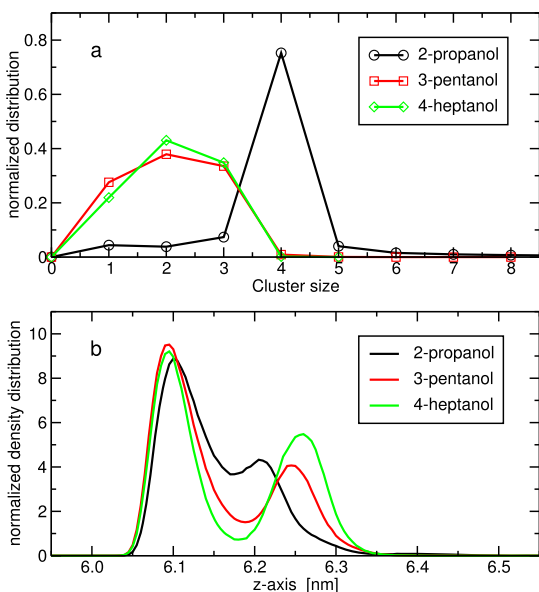 a
2-propanol
3-pentanol
4-heptanol
normalized distribution
0.8
0.6
0.4
0.2
0
0 1 2 3 4 5 6 7 8
Cluster size
b
2-propanol
3-pentanol
4-heptanol
normalized density distribution
10
8
6
4
2
0
6.0 6.1 6.2 6.3 6.4 6.5
z-axis [nm]